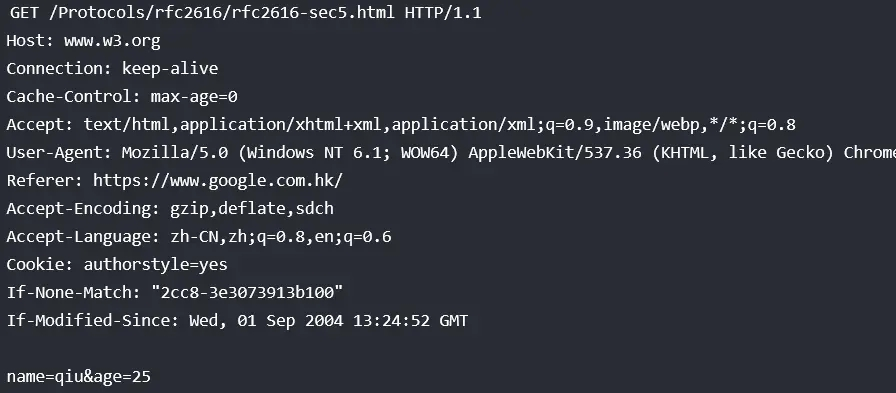 GET /Protocols/rfc2616/rfc2616-sec5.html HTTP/1.1
Host: www.w3.org
Connection: keep-alive
Cache-Control: max-age=0
Accept: text/html,application/xhtml+xml,application/xml;q=0.9,image/webp,*/*;q=0.8
User-Agent: Mozilla/5.0 (Windows NT 6.1; WOW64) AppleWebKit/537.36 (KHTML, like Gecko) Chrome
Referer: https://www.google.com.hk/
Accept-Encoding: gzip,deflate,sdch
Accept-Language: zh-CN,zh;q=0.8,en;q=0.6
Cookie: authorstyle=yes
If-None-Match: "2cc8-3e3073913b100"
If-Modified-Since: Wed, 01 Sep 2004 13:24:52 GMT

name=qiu&age=25